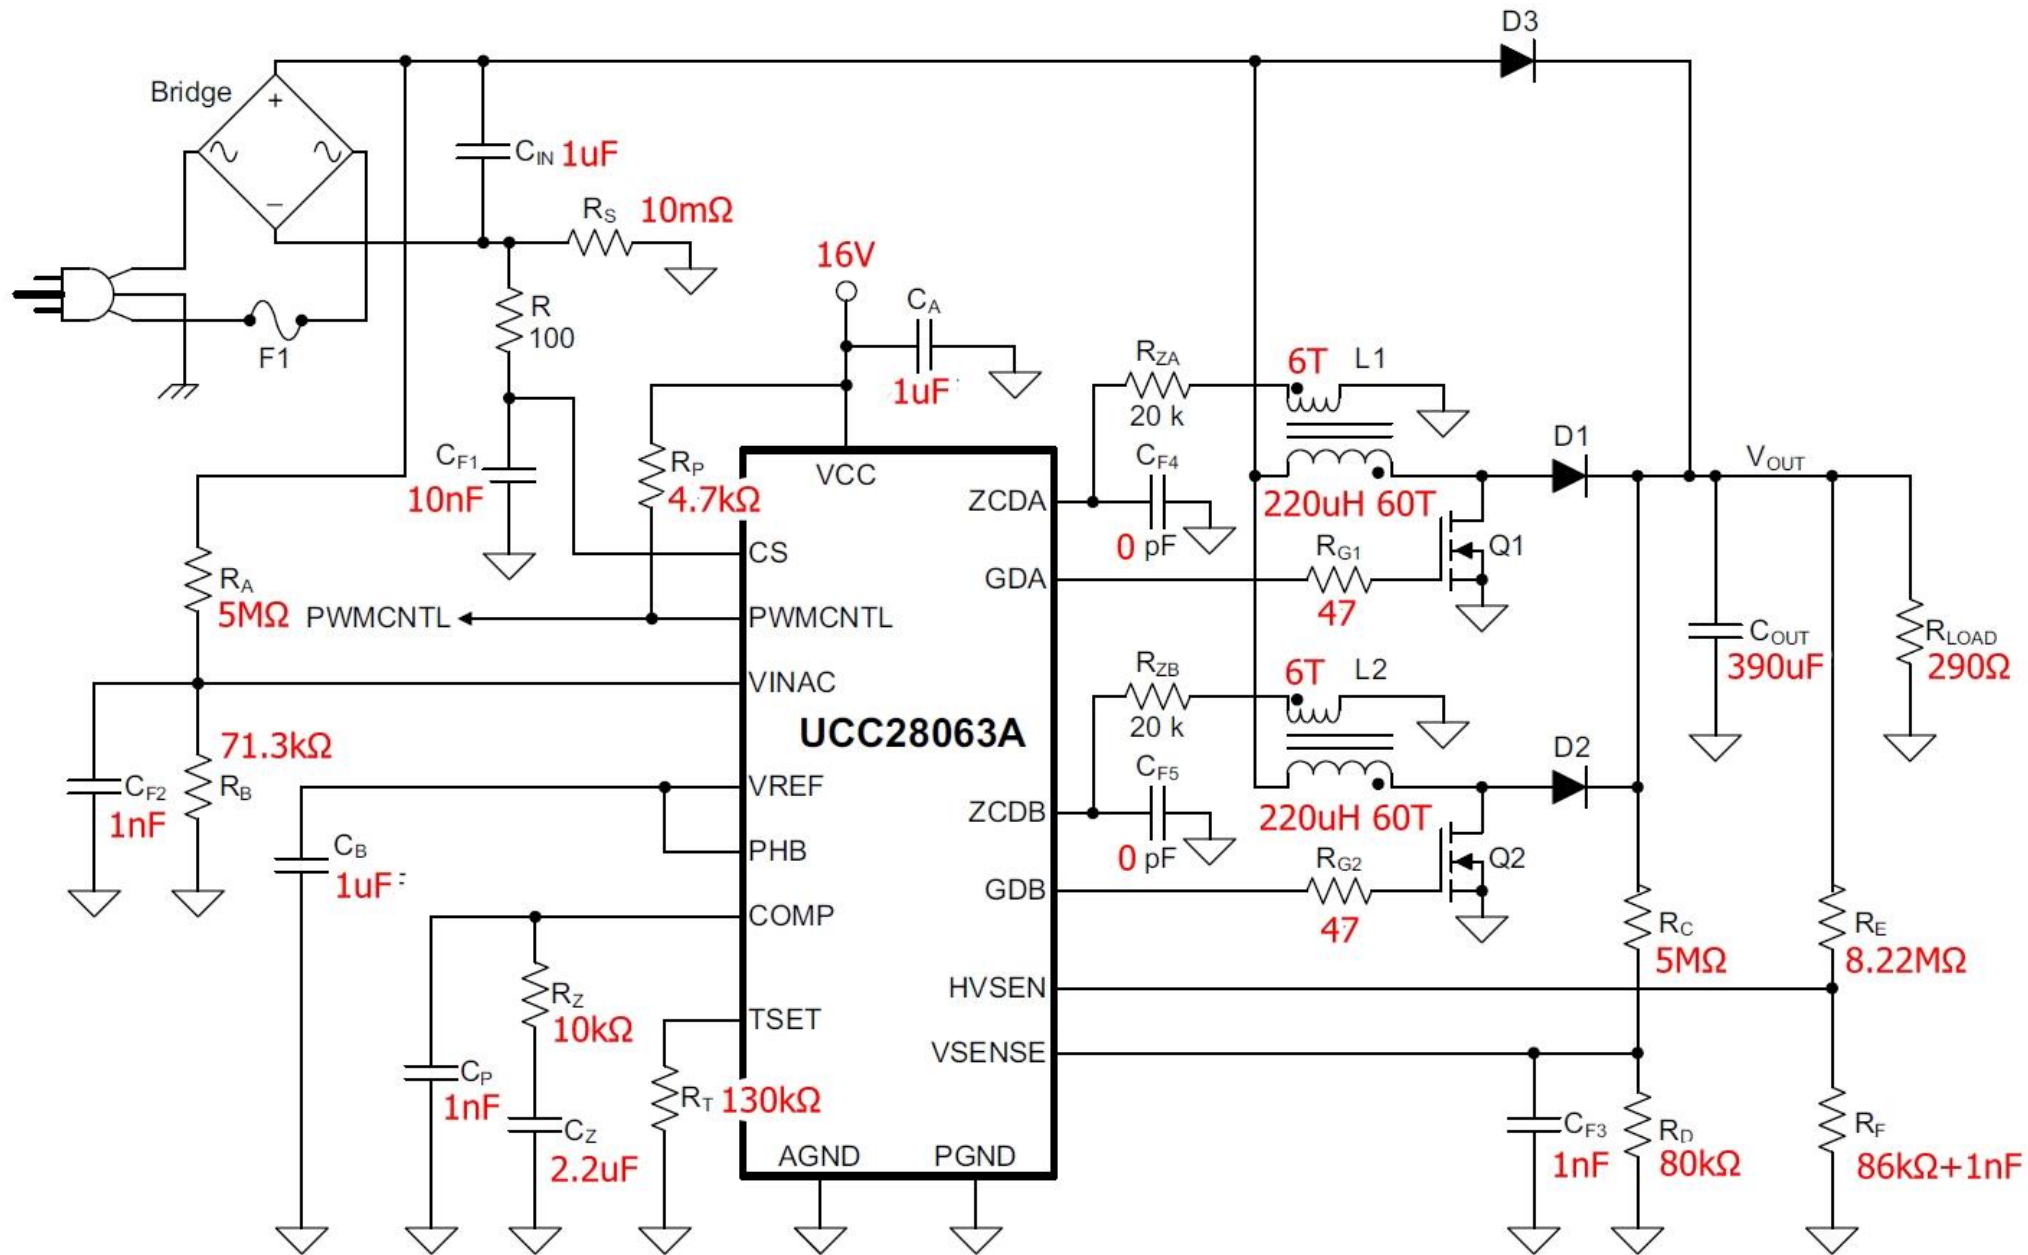 D3
Bridge
+
−
CIN 1uF
RS 10mΩ
16V
CA
1uF
R
100
F1
RZA
20 k
6T L1
D1
VOUT
CF1
10nF
RP
4.7kΩ
VCC
ZCDA
CF4
0 pF
220uH 60T
CS
GDA
RG1
47
Q1
RA
5MΩ
PWMCNTL
PWMCNTL
COUT
390uF
RLOAD
290Ω
VINAC
RZB
20 k
6T L2
UCC28063A
71.3kΩ
RB
CF2
1nF
VREF
ZCDB
CF5
0 pF
220uH 60T
D2
CB
1uF
PHB
GDB
RG2
47
Q2
COMP
RC
5MΩ
RE
8.22MΩ
RZ
10kΩ
HVSEN
TSET
VSENSE
CP
1nF
RT 130kΩ
CZ
2.2uF
CF3
1nF
RD
80kΩ
RF
86kΩ+1nF
AGND
PGND